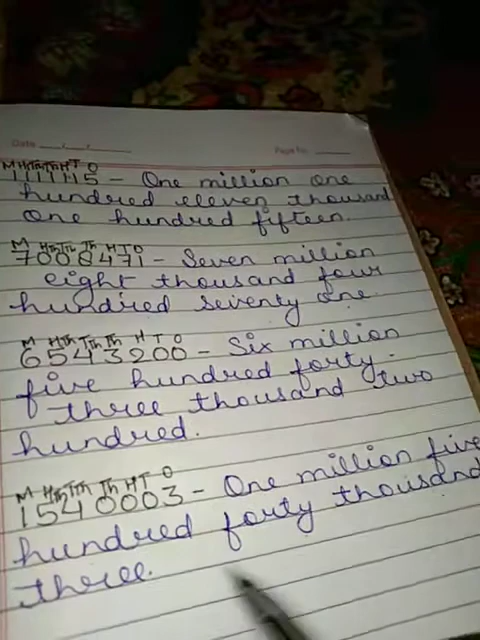 Date / / Page No.
M HTh TTh Th H T O
1111115 - One million one
hundred eleven thousand
one hundred fifteen.
M HTh TTh Th H T O
7008471 - Seven million
eight thousand four
hundred seventy one.
M HTh TTh Th H T O
6543200 - Six million
five hundred forty
three thousand two
hundred.
M HTh TTh Th H T O
1540003 - One million five
hundred forty thousand
three.